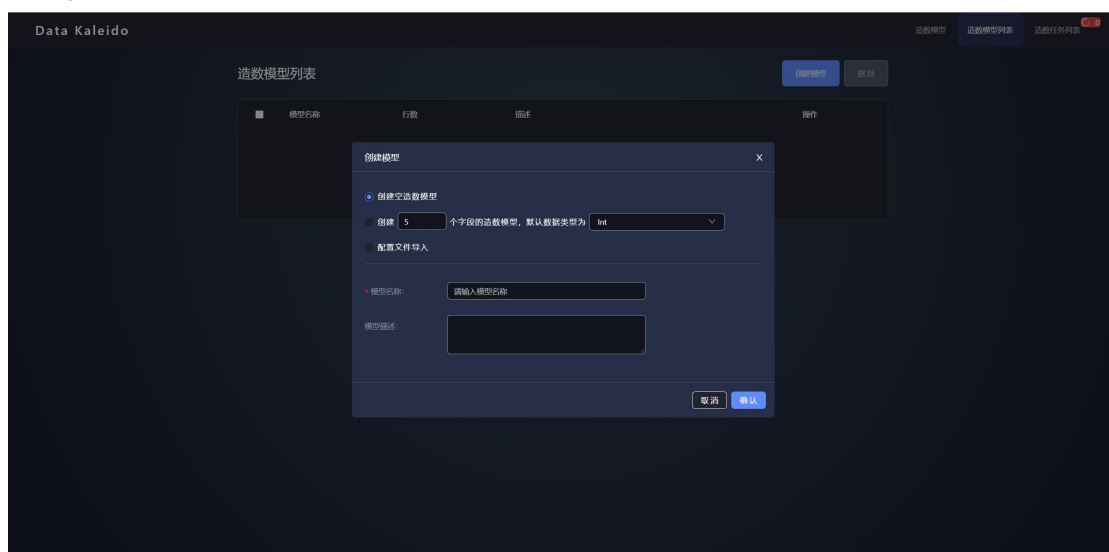 Data Kaleido
造数模型 造数模型列表 造数任务列表 0
造数模型列表 创建模型 删除
模型名称 行数 描述 操作
创建模型 X
创建空造数模型
创建 5 个字段的造数模型，默认数据类型为 Int
配置文件导入
* 模型名称: 请输入模型名称
模型描述:
取消 确认